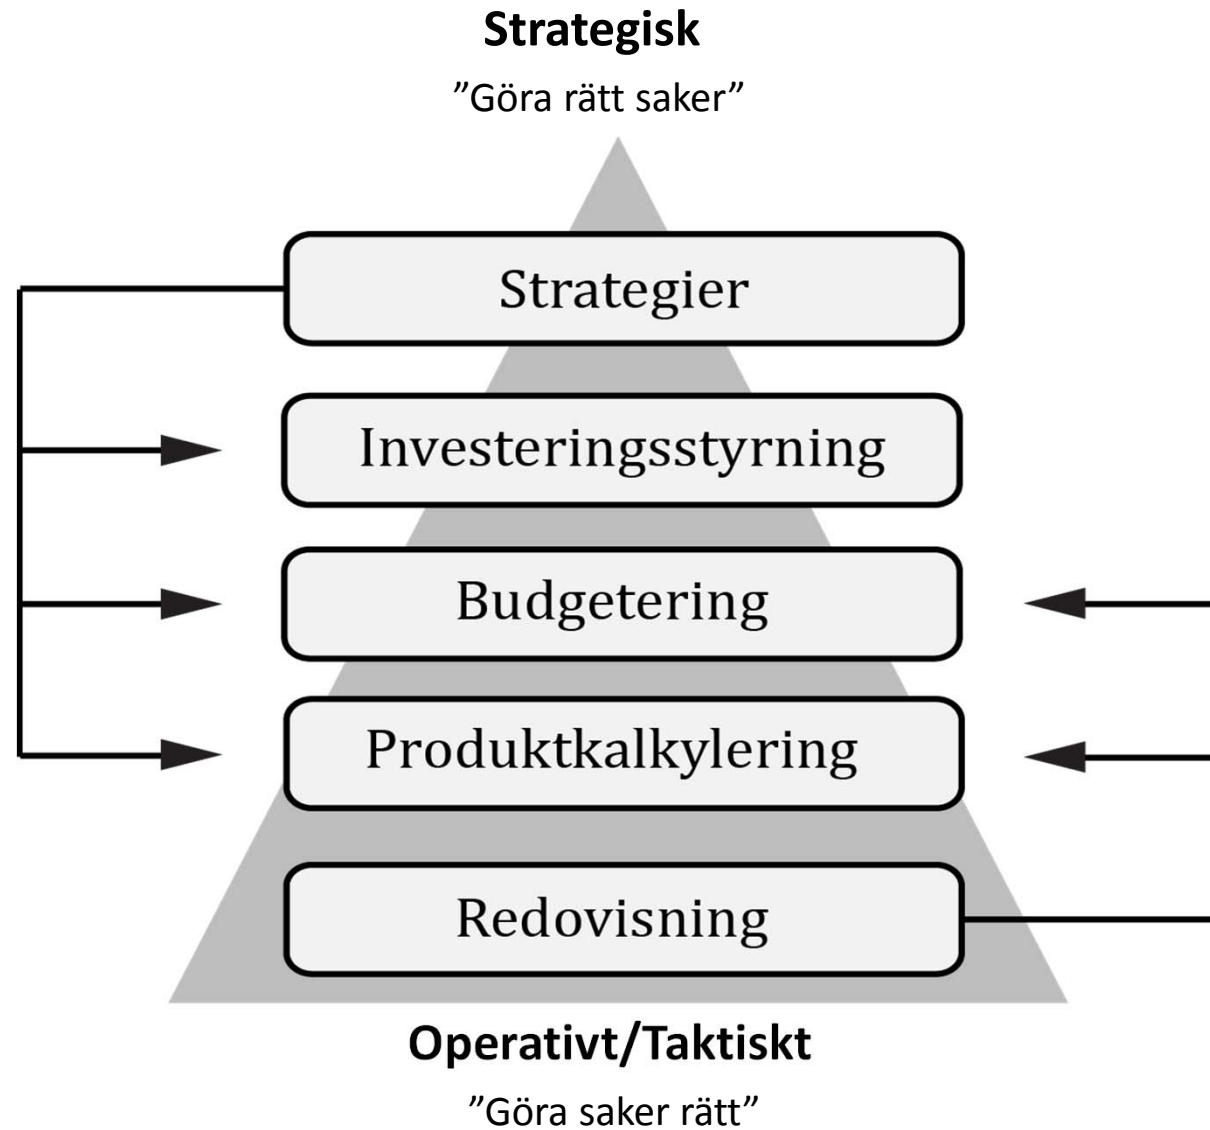 Strategisk
”Göra rätt saker”
Strategier
Investeringsstyrning
Budgetering
Produktkalkylering
Redovisning
Operativt/Taktiskt
”Göra saker rätt”